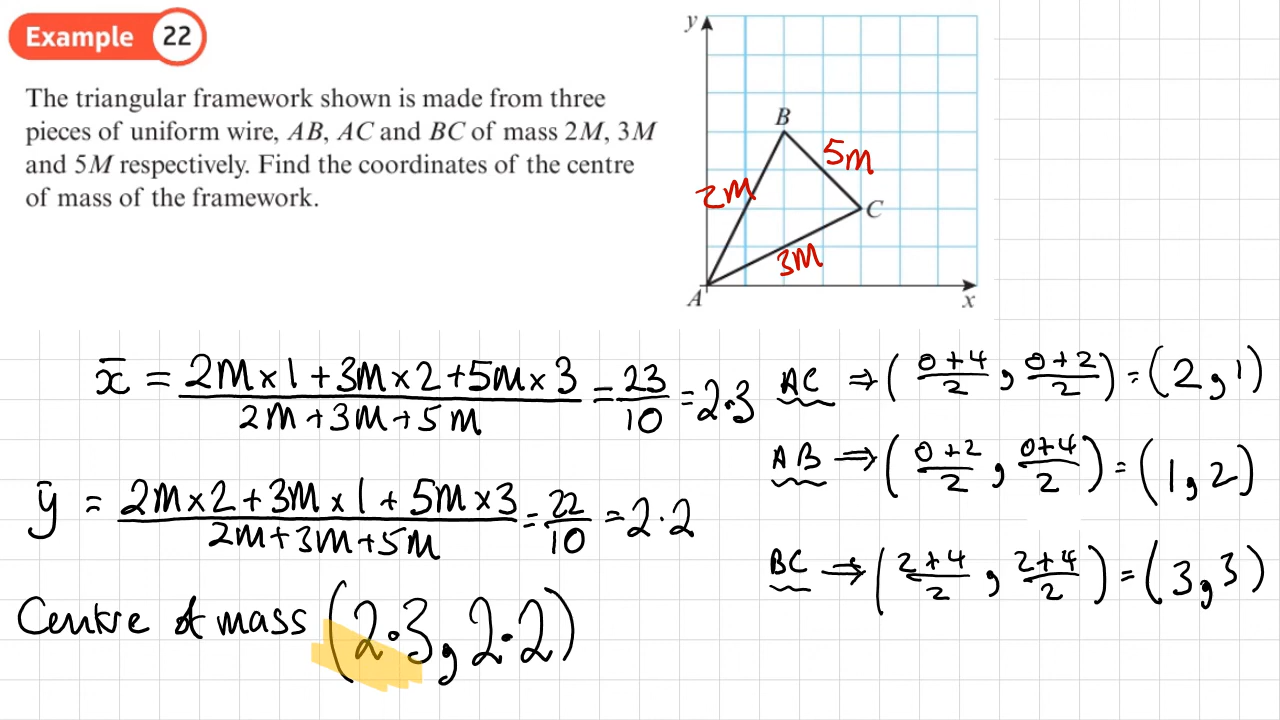 Example 22
The triangular framework shown is made from three
pieces of uniform wire, AB, AC and BC of mass 2M, 3M
and 5M respectively. Find the coordinates of the centre
of mass of the framework.
y
B
5m
2m
C
3m
A
x
x̄ = (2m×1+3m×2+5m×3)/(2m+3m+5m) = 23/10 = 2.3
ȳ = (2m×2+3m×1+5m×3)/(2m+3m+5m) = 22/10 = 2.2
Centre of mass (2.3, 2.2)
AC ⇒ ((0+4)/2, (0+2)/2) = (2, 1)
AB ⇒ ((0+2)/2, (0+4)/2) = (1, 2)
BC → ((2+4)/2, (2+4)/2) = (3, 3)